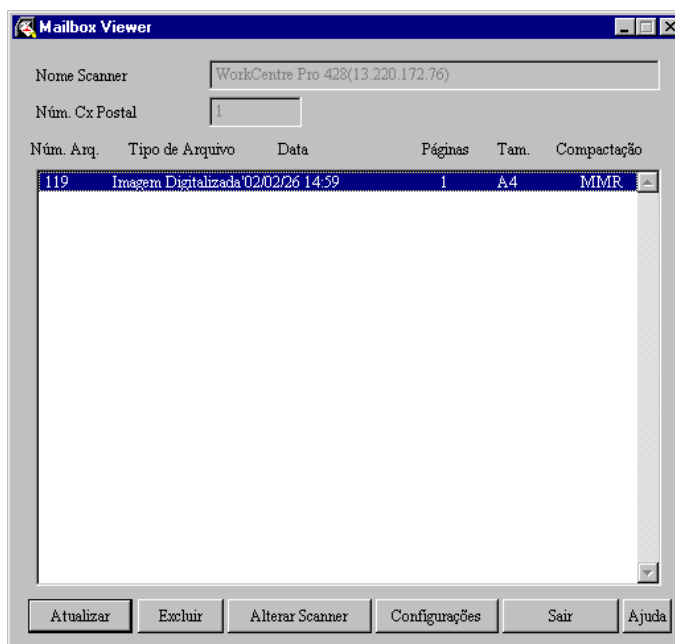 Mailbox Viewer
Nome Scanner WorkCentre Pro 428(13.220.172.76)
Núm. Cx Postal 1
Núm. Arq. Tipo de Arquivo Data Páginas Tam. Compactação
119 Imagem Digitalizada'02/02/26 14:59 1 A4 MMR
Atualizar Excluir Alterar Scanner Configurações Sair Ajuda